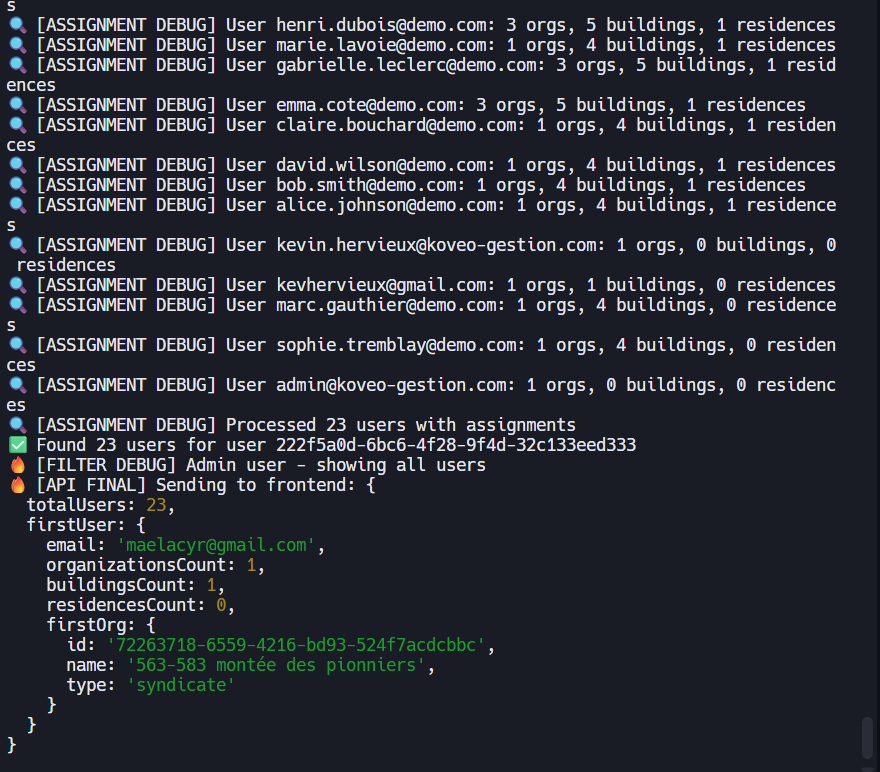 s
🔍 [ASSIGNMENT DEBUG] User henri.dubois@demo.com: 3 orgs, 5 buildings, 1 residences
🔍 [ASSIGNMENT DEBUG] User marie.lavoie@demo.com: 1 orgs, 4 buildings, 1 residences
🔍 [ASSIGNMENT DEBUG] User gabrielle.leclerc@demo.com: 3 orgs, 5 buildings, 1 resid
ences
🔍 [ASSIGNMENT DEBUG] User emma.cote@demo.com: 3 orgs, 5 buildings, 1 residences
🔍 [ASSIGNMENT DEBUG] User claire.bouchard@demo.com: 1 orgs, 4 buildings, 1 residen
ces
🔍 [ASSIGNMENT DEBUG] User david.wilson@demo.com: 1 orgs, 4 buildings, 1 residences
🔍 [ASSIGNMENT DEBUG] User bob.smith@demo.com: 1 orgs, 4 buildings, 1 residences
🔍 [ASSIGNMENT DEBUG] User alice.johnson@demo.com: 1 orgs, 4 buildings, 1 residence
s
🔍 [ASSIGNMENT DEBUG] User kevin.hervieux@koveo-gestion.com: 1 orgs, 0 buildings, 0
 residences
🔍 [ASSIGNMENT DEBUG] User kevhervieux@gmail.com: 1 orgs, 1 buildings, 0 residences
🔍 [ASSIGNMENT DEBUG] User marc.gauthier@demo.com: 1 orgs, 4 buildings, 0 residence
s
🔍 [ASSIGNMENT DEBUG] User sophie.tremblay@demo.com: 1 orgs, 4 buildings, 0 residen
ces
🔍 [ASSIGNMENT DEBUG] User admin@koveo-gestion.com: 1 orgs, 0 buildings, 0 residenc
es
🔍 [ASSIGNMENT DEBUG] Processed 23 users with assignments
✅ Found 23 users for user 222f5a0d-6bc6-4f28-9f4d-32c133eed333
🔥 [FILTER DEBUG] Admin user - showing all users
🔥 [API FINAL] Sending to frontend: {
  totalUsers: 23,
  firstUser: {
    email: 'maelacyr@gmail.com',
    organizationsCount: 1,
    buildingsCount: 1,
    residencesCount: 0,
    firstOrg: {
      id: '72263718-6559-4216-bd93-524f7acdcbbc',
      name: '563-583 montée des pionniers',
      type: 'syndicate'
    }
  }
}